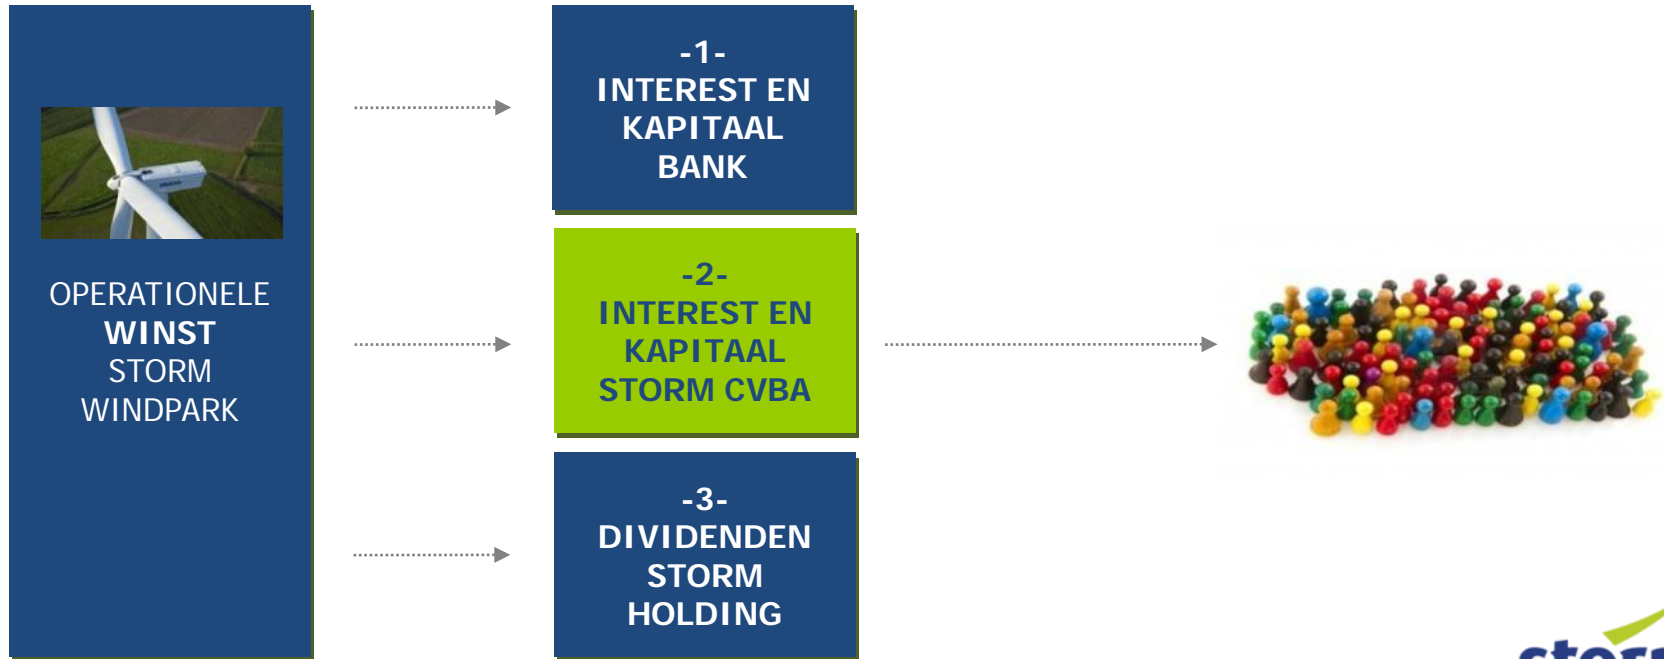 OPERATIONELE
WINST
STORM
WINDPARK
-1-
INTEREST EN
KAPITAAL
BANK
-2-
INTEREST EN
KAPITAAL
STORM CVBA
-3-
DIVIDENDEN
STORM
HOLDING
storm